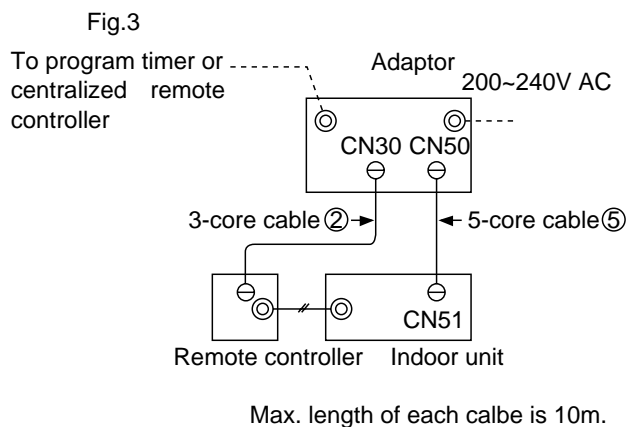 Fig.3
To program timer or
centralized remote
controller
Adaptor
200~240V AC
CN30 CN50
3-core cable②
5-core cable⑤
CN51
Remote controller
Indoor unit
Max. length of each calbe is 10m.